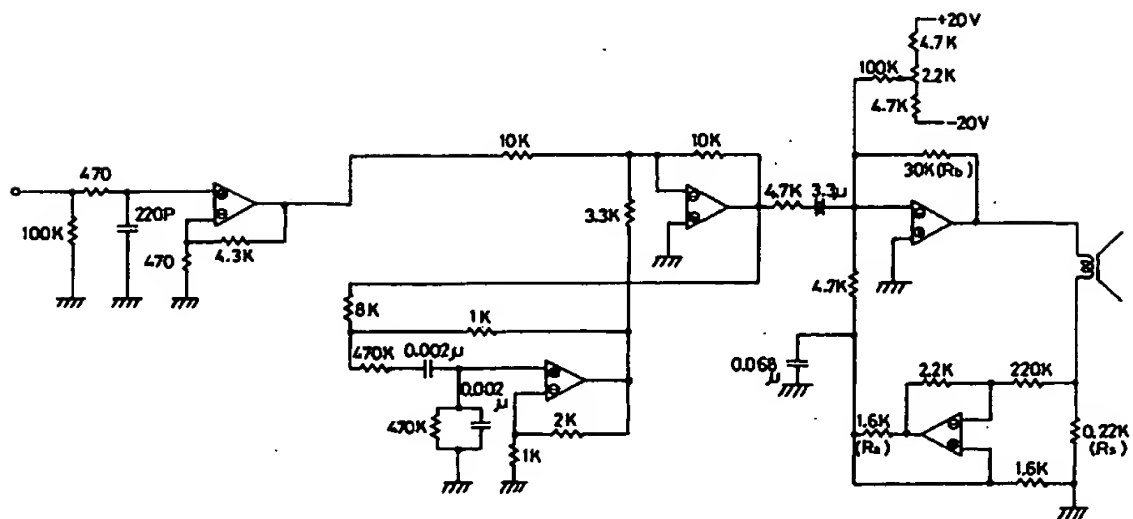 +20V
4.7K
100K
2.2K
4.7K
-20V
10K
10K
30K(Rb)
470
4.7K
3.3μ
220P
100K
3.3K
4.3K
470
4.7K
8K
1K
470K
0.002μ
0.068
μ
2.2K
220K
0.002
μ
470K
2K
1.6K
(Ra)
0.22K
(Rs)
1K
1.6K